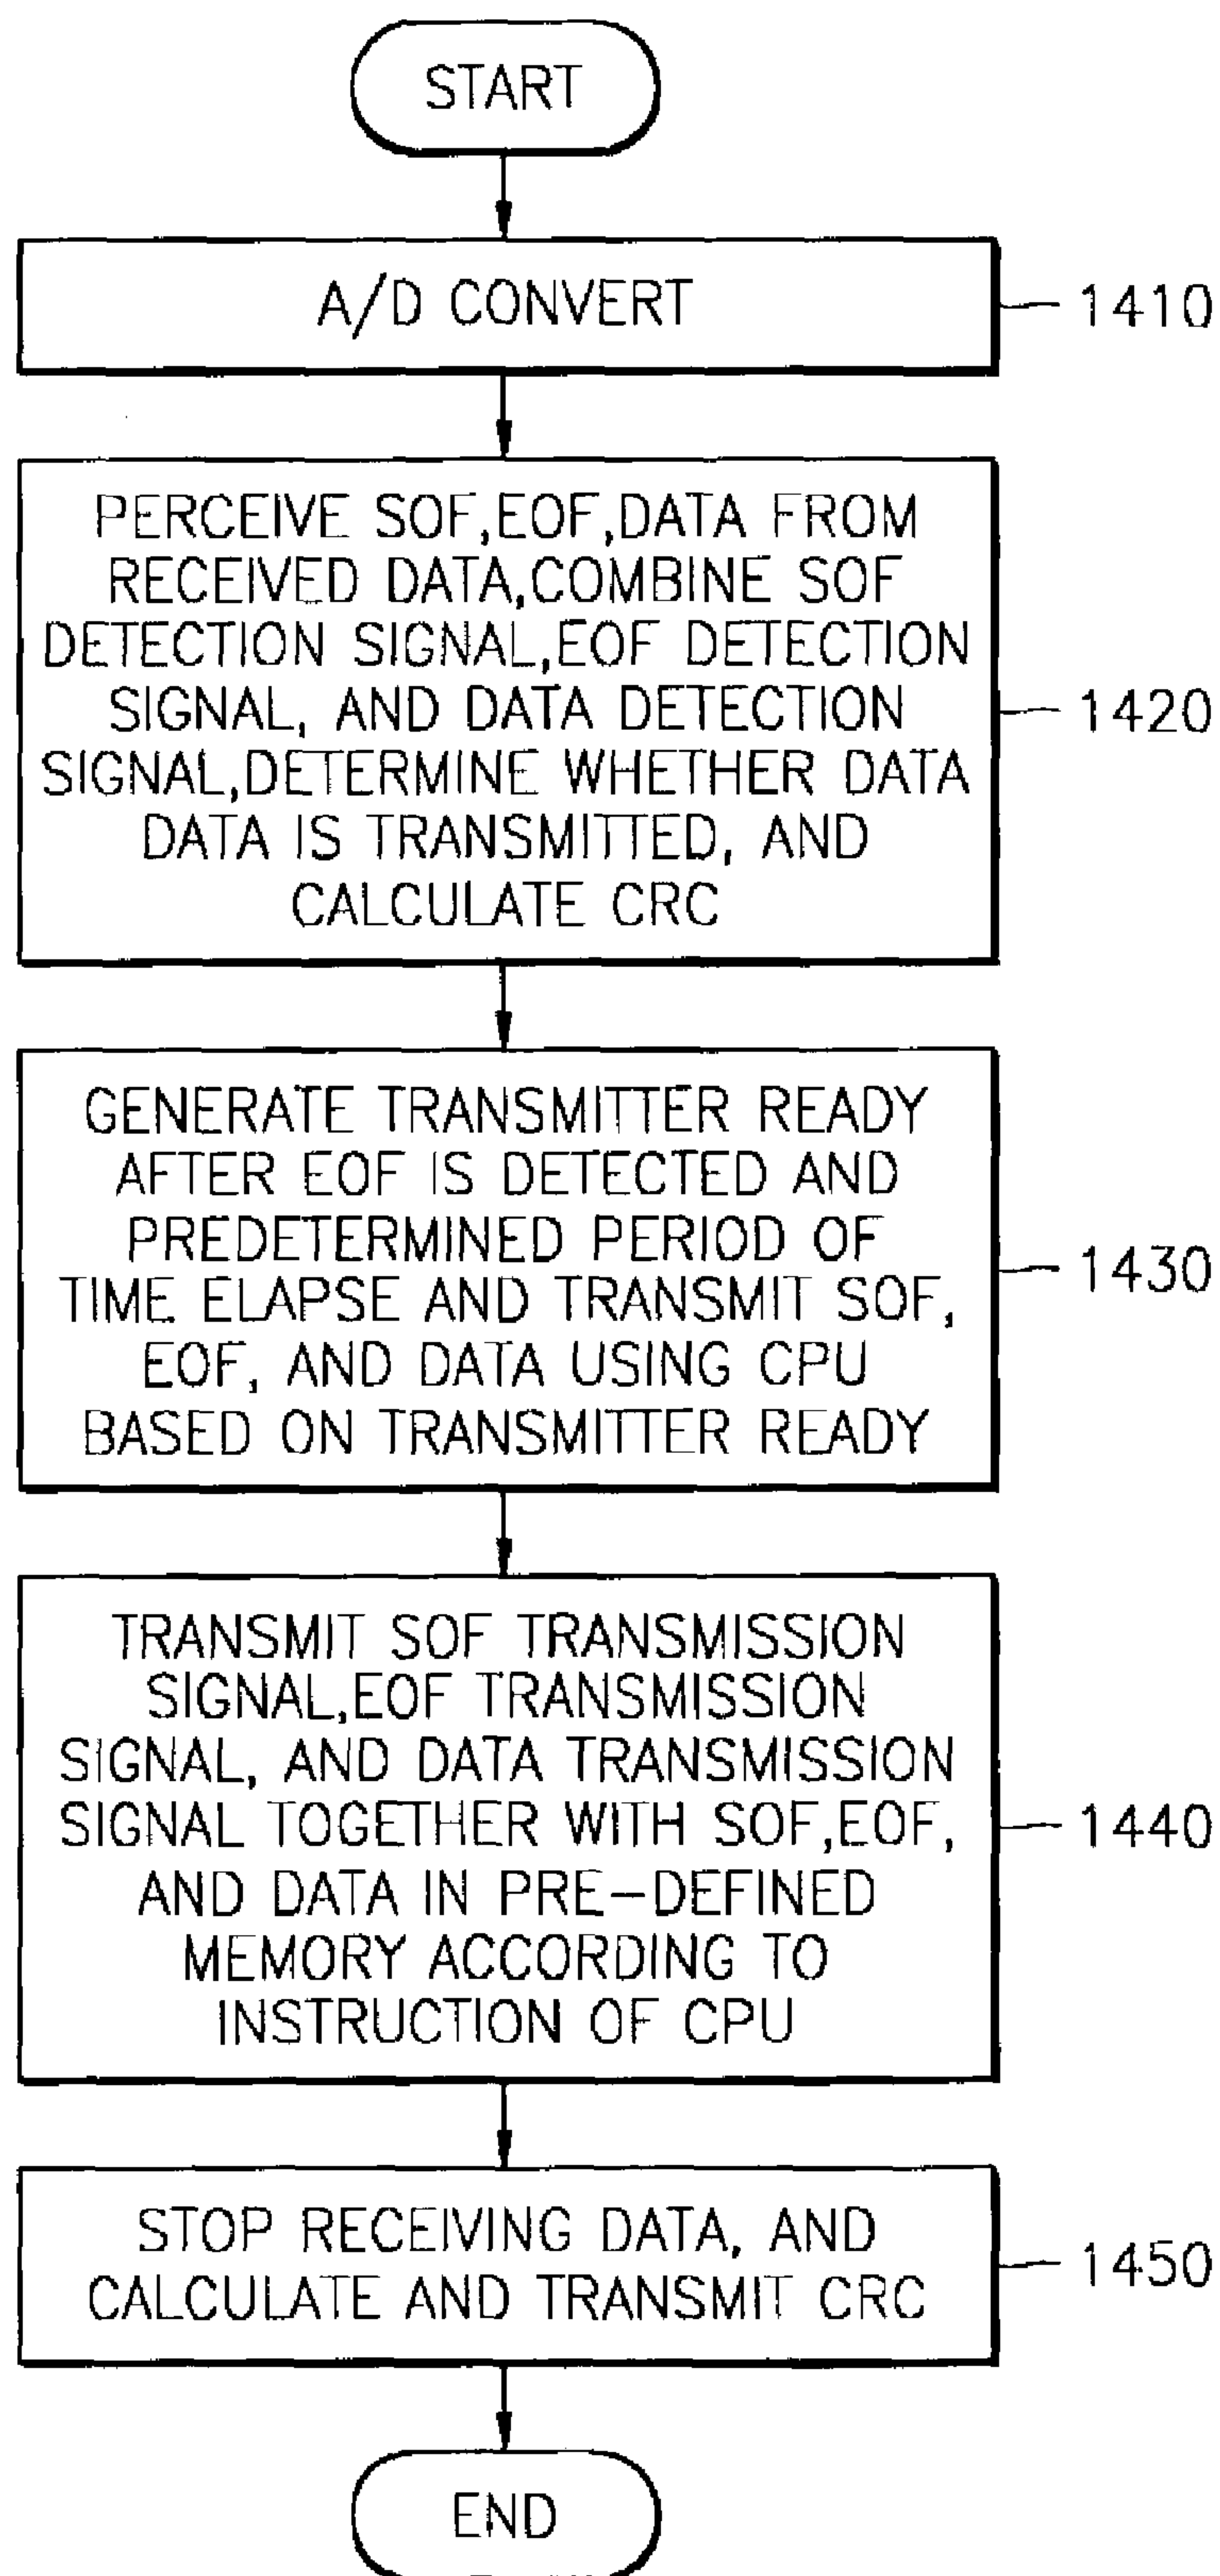 START
A/D CONVERT
1410
PERCEIVE SOF,EOF,DATA FROM
RECEIVED DATA,COMBINE SOF
DETECTION SIGNAL,EOF DETECTION
SIGNAL, AND DATA DETECTION
SIGNAL,DETERMINE WHETHER DATA
DATA IS TRANSMITTED, AND
CALCULATE CRC
1420
GENERATE TRANSMITTER READY
AFTER EOF IS DETECTED AND
PREDETERMINED PERIOD OF
TIME ELAPSE AND TRANSMIT SOF,
EOF, AND DATA USING CPU
BASED ON TRANSMITTER READY
1430
TRANSMIT SOF TRANSMISSION
SIGNAL,EOF TRANSMISSION
SIGNAL, AND DATA TRANSMISSION
SIGNAL TOGETHER WITH SOF,EOF,
AND DATA IN PRE-DEFINED
MEMORY ACCORDING TO
INSTRUCTION OF CPU
1440
STOP RECEIVING DATA, AND
CALCULATE AND TRANSMIT CRC
1450
END